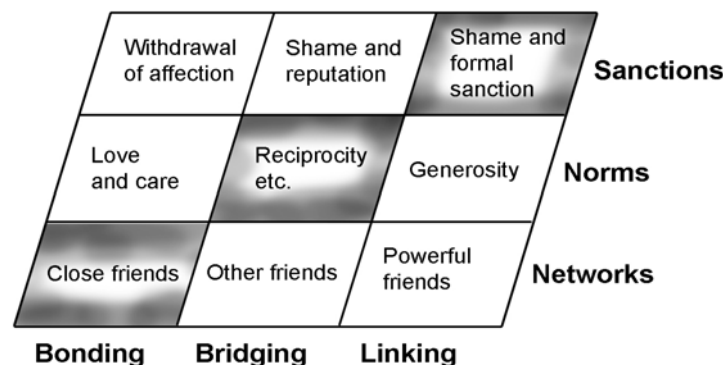 Withdrawal
of affection
Shame and
reputation
Shame and
formal
sanction
Sanctions
Love
and care
Reciprocity
etc.
Generosity
Norms
Close friends
Other friends
Powerful
friends
Networks
Bonding
Bridging
Linking